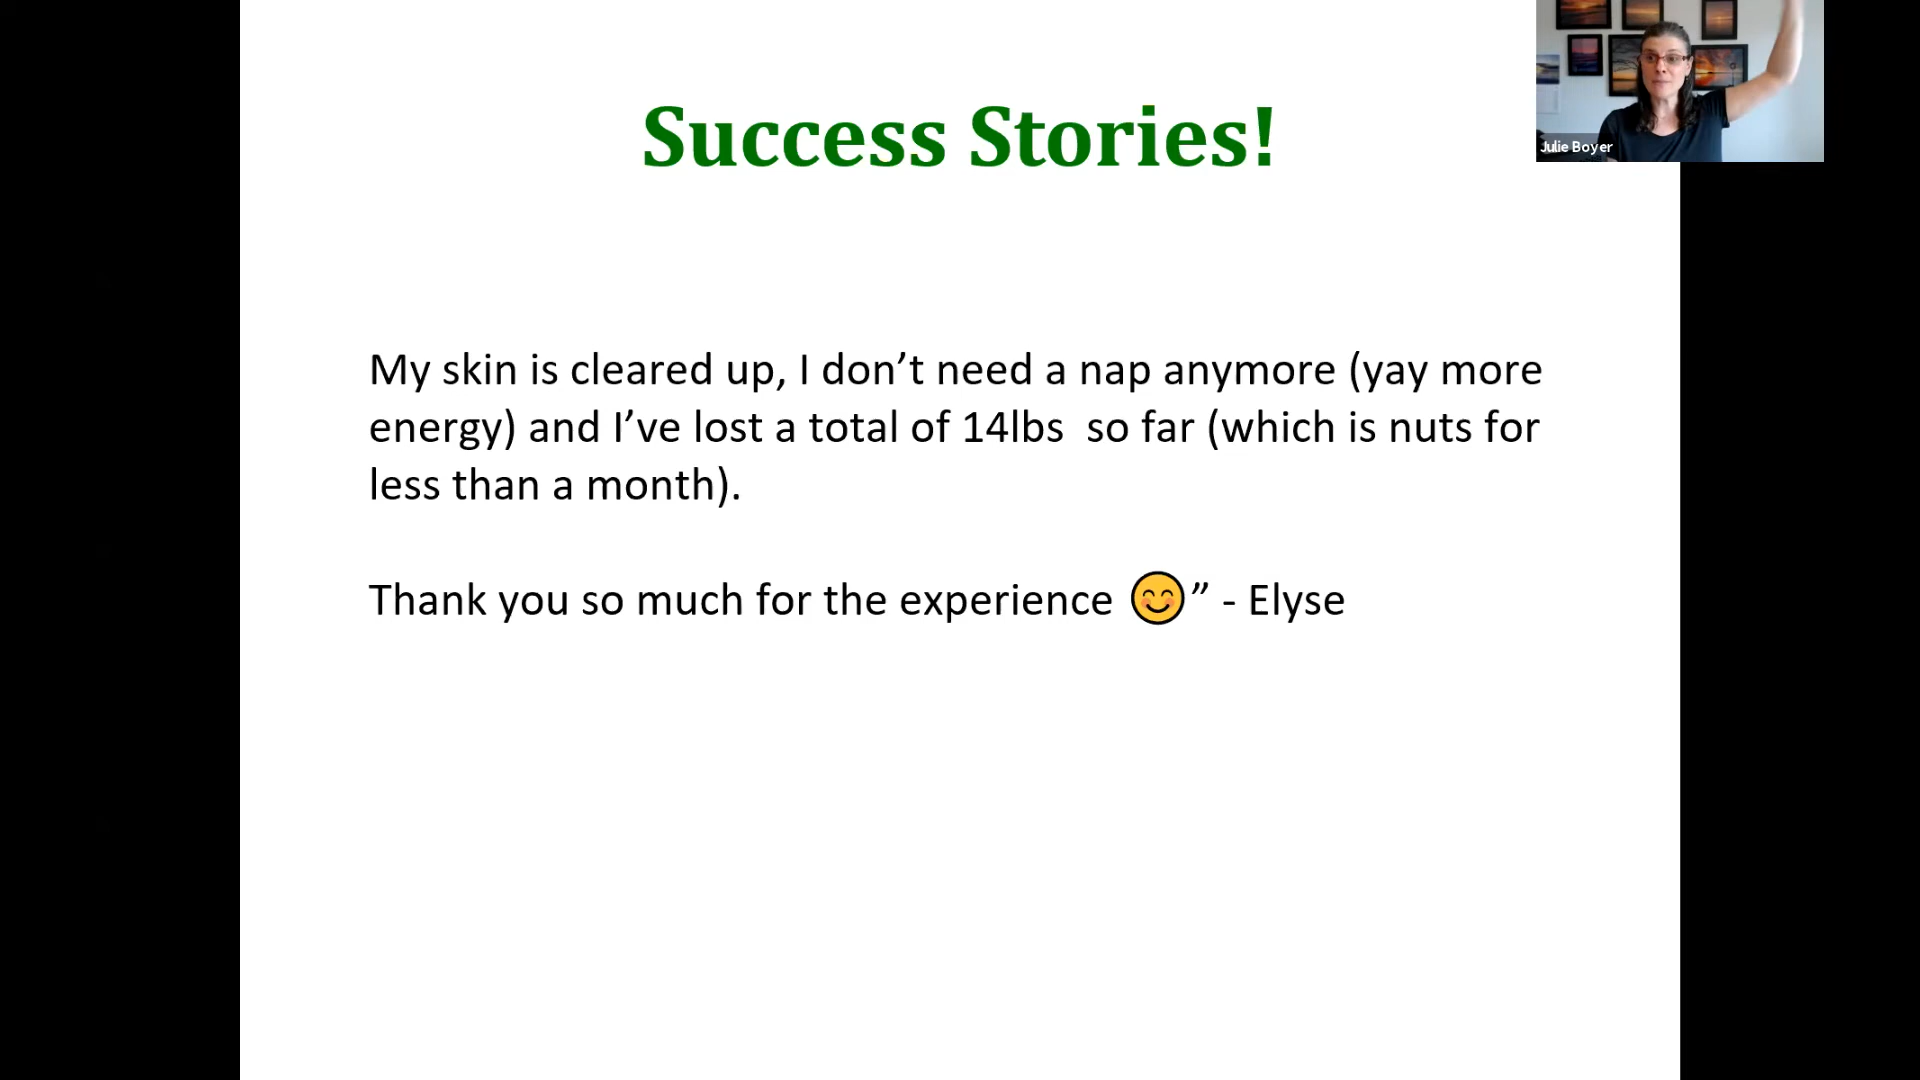 Success Stories!
Julie Boyer
My skin is cleared up, I don’t need a nap anymore (yay more
energy) and I’ve lost a total of 14lbs  so far (which is nuts for
less than a month).
Thank you so much for the experience 😊” - Elyse